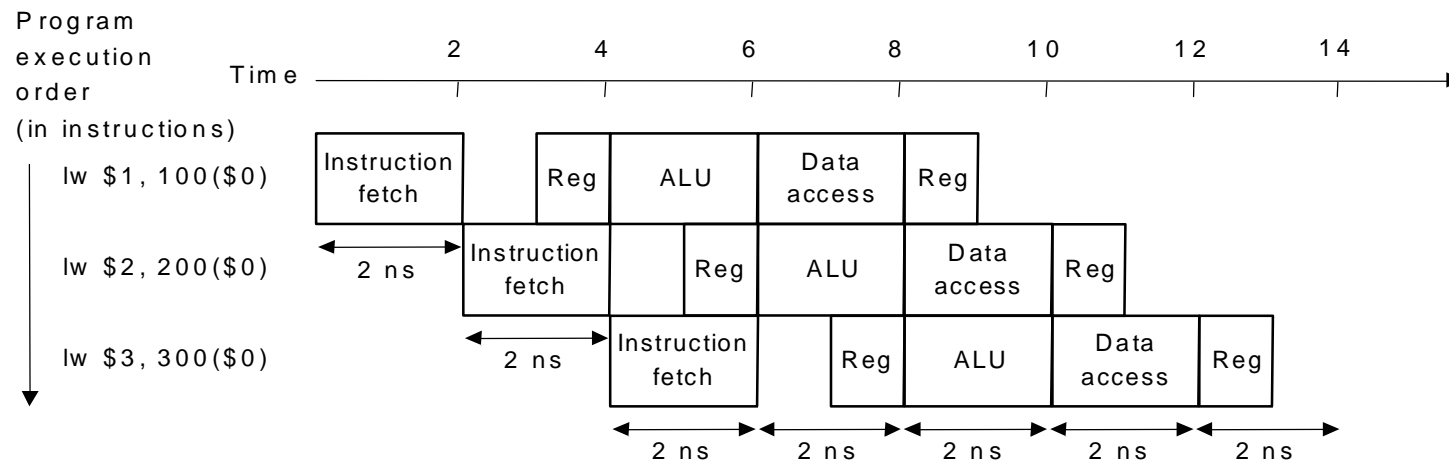 Program
execution
order
(in instructions)
Time
2 4 6 8 10 12 14
lw $1, 100($0)
Instruction
fetch
Reg
ALU
Data
access
Reg
lw $2, 200($0)
2 ns
Instruction
fetch
Reg
ALU
Data
access
Reg
lw $3, 300($0)
2 ns
Instruction
fetch
Reg
ALU
Data
access
Reg
2 ns 2 ns 2 ns 2 ns 2 ns